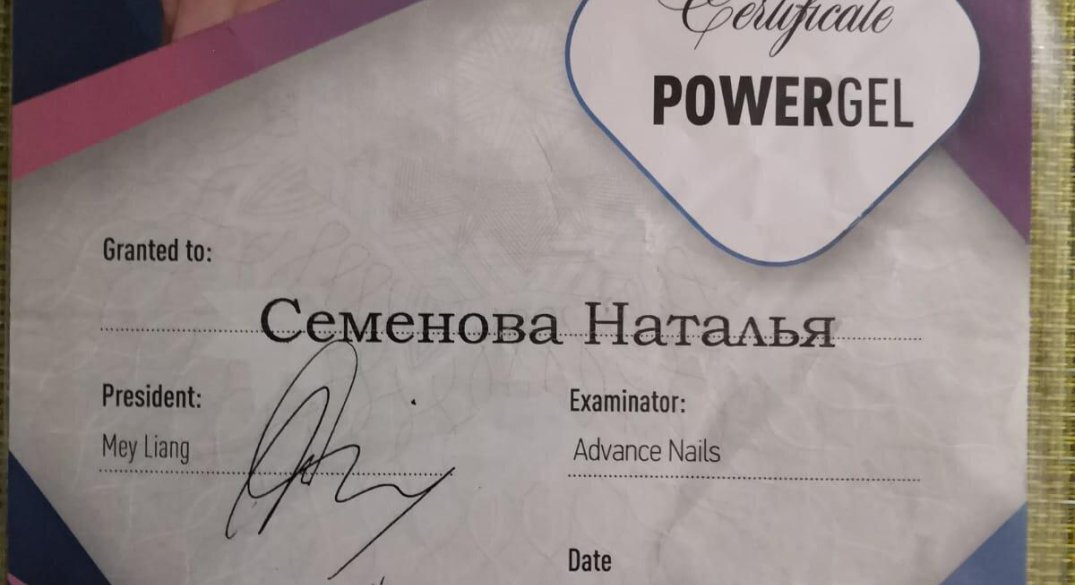 Certificate
POWERGEL
Granted to:
Семенова Наталья
President:
Examinator:
Mey Liang
Advance Nails
Date